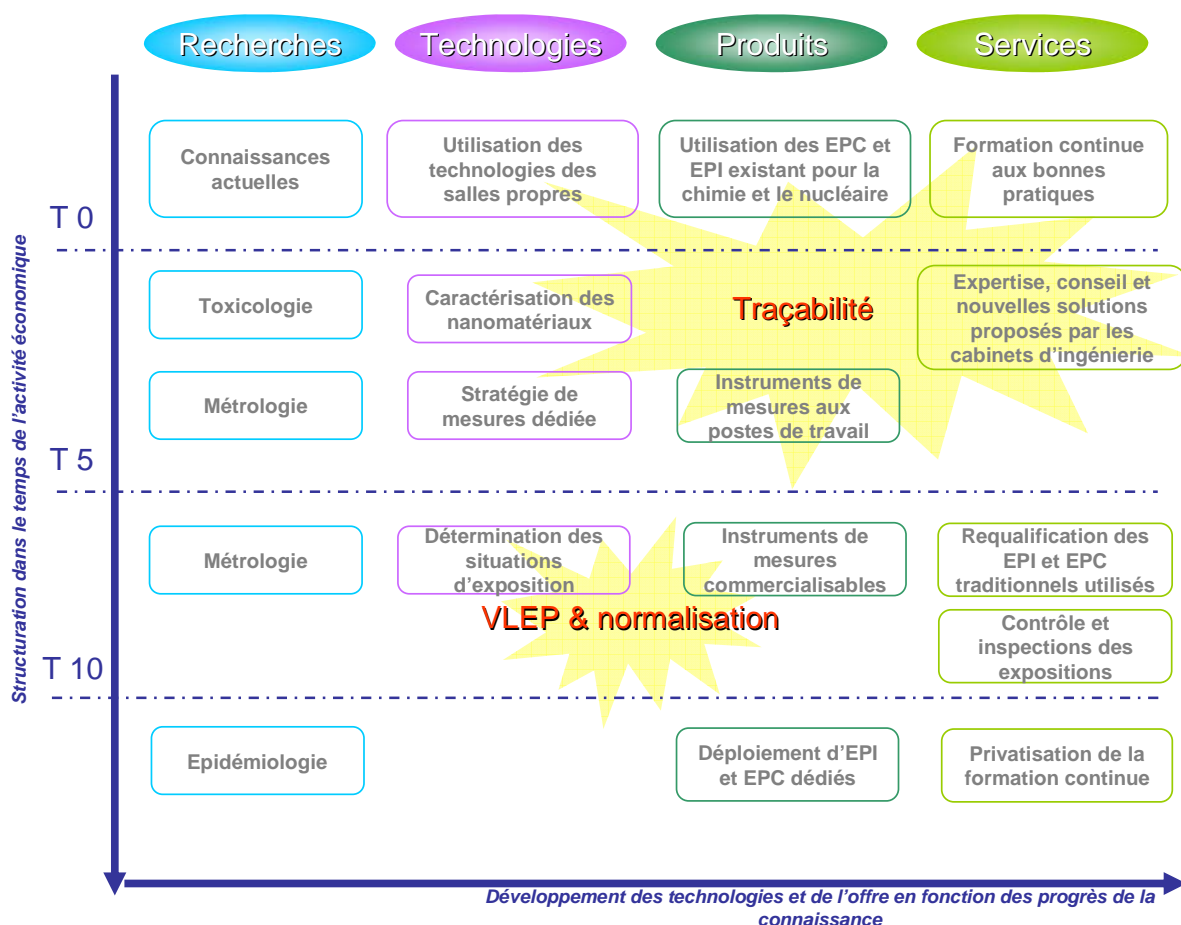 Recherches
Technologies
Produits
Services
Structuration dans le temps de l'activité économique
T 0
Connaissances
actuelles
Utilisation des
technologies des
salles propres
Utilisation des EPC et
EPI existant pour la
chimie et le nucléaire
Formation continue
aux bonnes
pratiques
Toxicologie
Caractérisation des
nanomatériaux
Traçabilité
Expertise, conseil et
nouvelles solutions
proposés par les
cabinets d'ingénierie
Métrologie
Stratégie de
mesures dédiée
Instruments de
mesures aux
postes de travail
T 5
Métrologie
Détermination des
situations
d'exposition
Instruments de
mesures
commercialisables
Requalification des
EPI et EPC
traditionnels utilisés
VLEP & normalisation
Contrôle et
inspections des
expositions
T 10
Epidémiologie
Déploiement d'EPI
et EPC dédiés
Privatisation de la
formation continue
Développement des technologies et de l'offre en fonction des progrès de la
connaissance